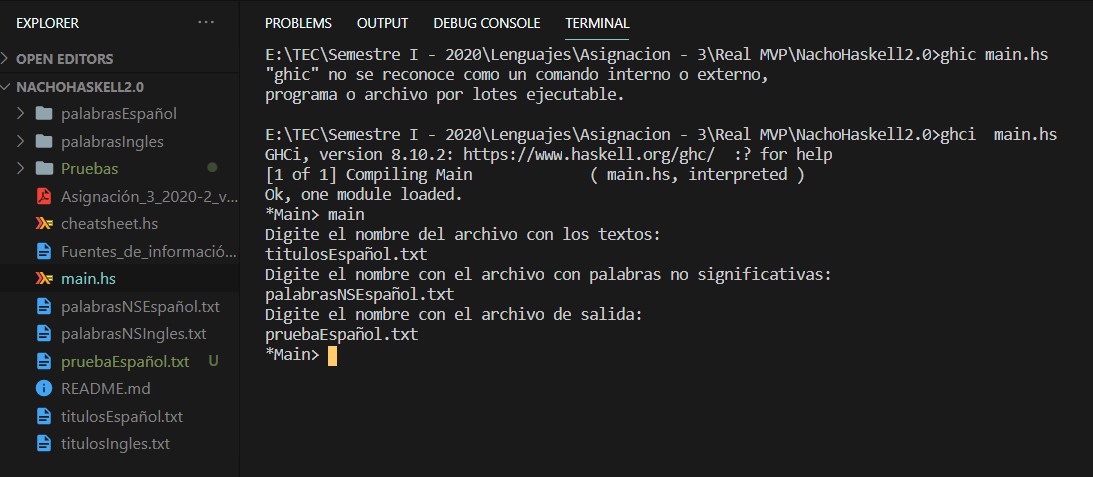 EXPLORER
···
OPEN EDITORS
NACHOHASKELL2.0
palabrasEspañol
palabrasIngles
Pruebas
Asignación_3_2020-2_v...
cheatsheet.hs
Fuentes_de_informació...
main.hs
palabrasNSEspañol.txt
palabrasNSIngles.txt
pruebaEspañol.txt U
README.md
titulosEspañol.txt
titulosIngles.txt
PROBLEMS OUTPUT DEBUG CONSOLE TERMINAL
E:\TEC\Semestre I - 2020\Lenguajes\Asignacion - 3\Real MVP\NachoHaskell2.0>ghic main.hs
"ghic" no se reconoce como un comando interno o externo,
programa o archivo por lotes ejecutable.
E:\TEC\Semestre I - 2020\Lenguajes\Asignacion - 3\Real MVP\NachoHaskell2.0>ghci  main.hs
GHCi, version 8.10.2: https://www.haskell.org/ghc/  :? for help
[1 of 1] Compiling Main             ( main.hs, interpreted )
Ok, one module loaded.
*Main> main
Digite el nombre del archivo con los textos:
titulosEspañol.txt
Digite el nombre con el archivo con palabras no significativas:
palabrasNSEspañol.txt
Digite el nombre con el archivo de salida:
pruebaEspañol.txt
*Main>